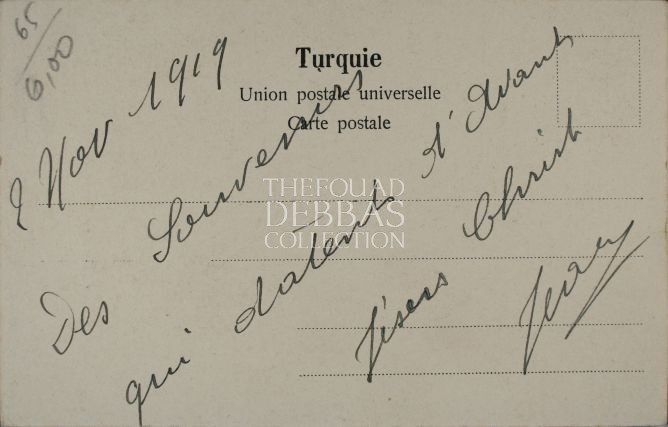 65
6,00
Turquie
Union postale universelle
Carte postale
2 Nov 1919
Des Souvenirs
qui datent d'Avant
Jésus Christ
THEFOUAD
DEBBAS
COLLECTION